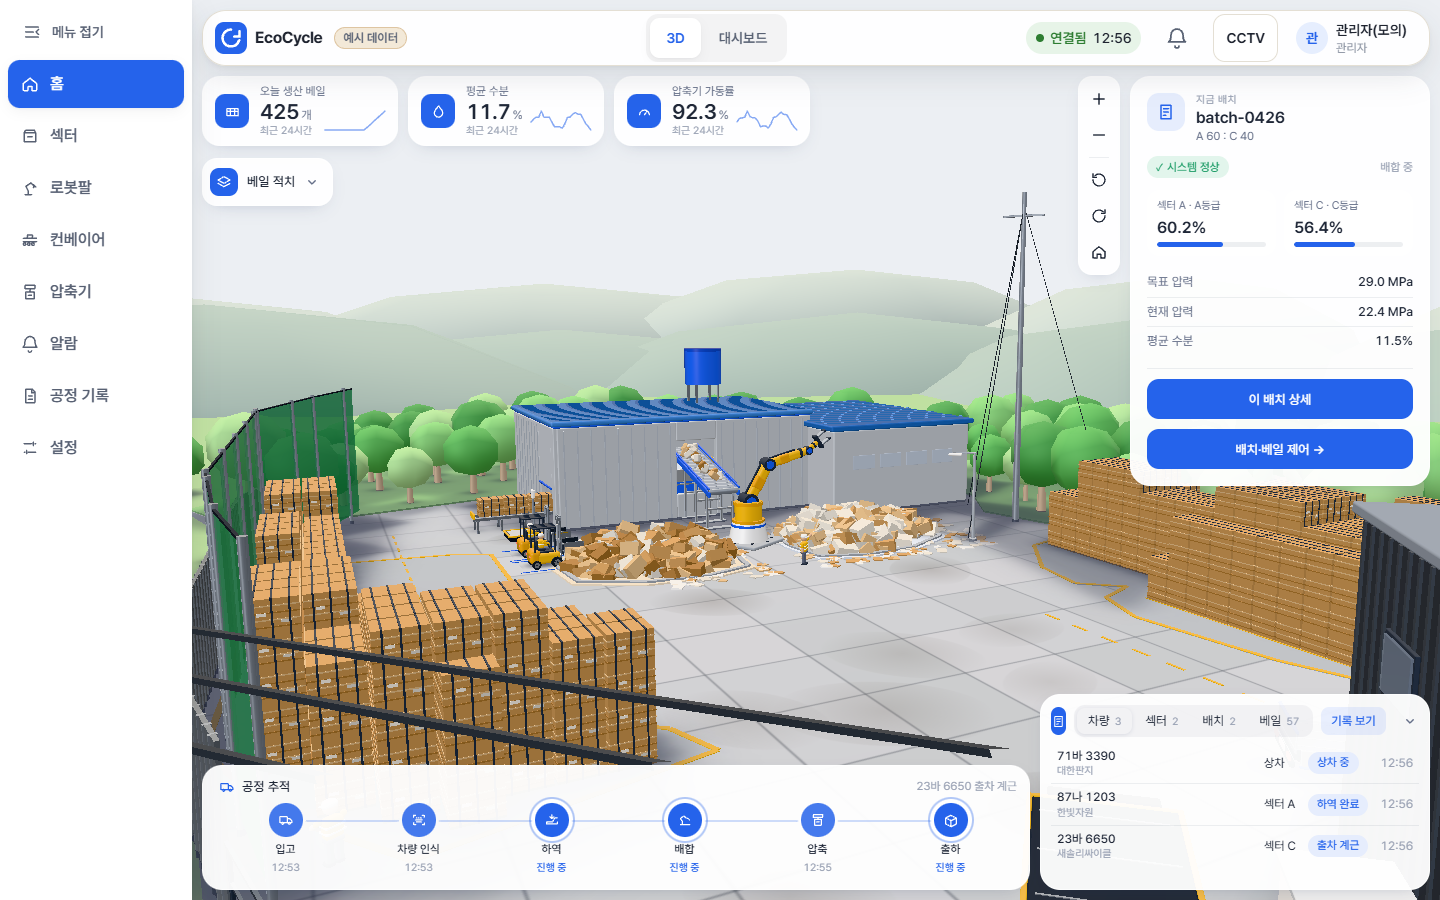 메뉴 접기
홈
섹터
로봇팔
컨베이어
압축기
알람
공정 기록
설정
EcoCycle 예시 데이터
3D 대시보드
연결됨 12:56
CCTV
관 관리자(모의)
관리자
오늘 생산 베일
425개
최근 24시간
평균 수분
11.7%
최근 24시간
압축기 가동률
92.3%
최근 24시간
베일 적치
지금 배치
batch-0426
A 60 : C 40
✓ 시스템 정상 배합 중
섹터 A · A등급
60.2%
섹터 C · C등급
56.4%
목표 압력 29.0 MPa
현재 압력 22.4 MPa
평균 수분 11.5%
이 배치 상세
배치·베일 제어 →
공정 추적 23바 6650 출차 계근
입고
12:53
차량 인식
12:53
하역
진행 중
배합
진행 중
압축
12:55
출하
진행 중
차량 3 섹터 2 배치 2 베일 57 기록 보기
71바 3390
대한판지
상차 상차 중 12:56
87나 1203
한빛자원
섹터 A 하역 완료 12:56
23바 6650
새솔리싸이클
섹터 C 출차 계근 12:56